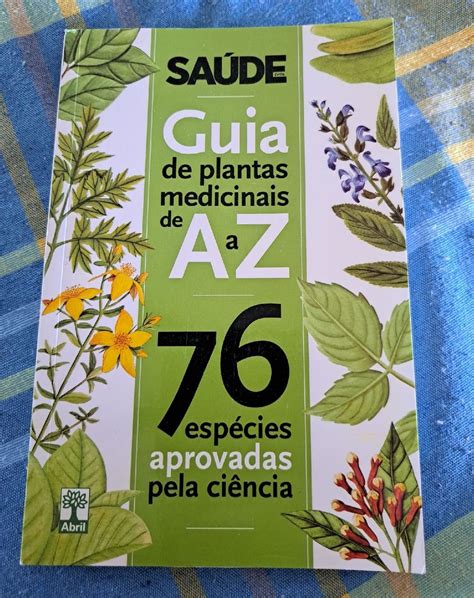 SAÚDE
Guia
de plantas
medicinais
de A a Z
76
espécies
aprovadas
pela ciência
Abril